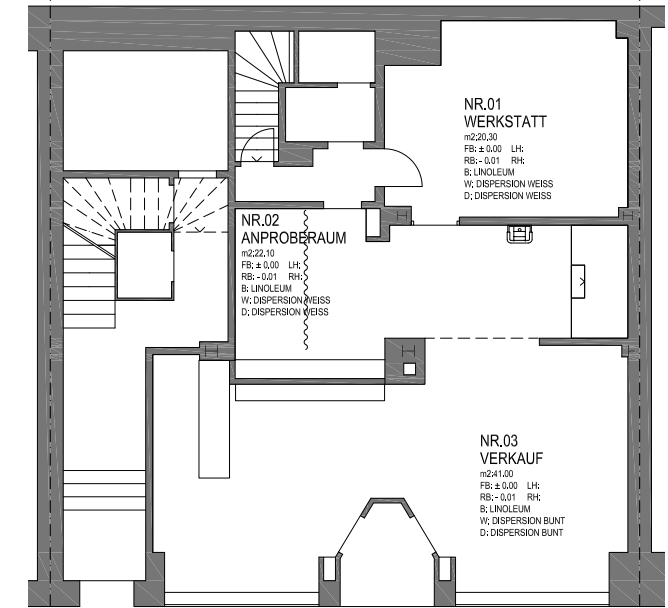 NR.01
WERKSTATT
m2:20.30
FB: ± 0.00 LH:
RB: - 0.01 RH:
B: LINOLEUM
W: DISPERSION WEISS
D: DISPERSION WEISS
NR.02
ANPROBERAUM
m2:22.10
FB: ± 0.00 LH:
RB: - 0.01 RH:
B: LINOLEUM
W: DISPERSION WEISS
D: DISPERSION WEISS
NR.03
VERKAUF
m2:41.00
FB: ± 0.00 LH:
RB: - 0.01 RH:
B: LINOLEUM
W: DISPERSION BUNT
D: DISPERSION BUNT